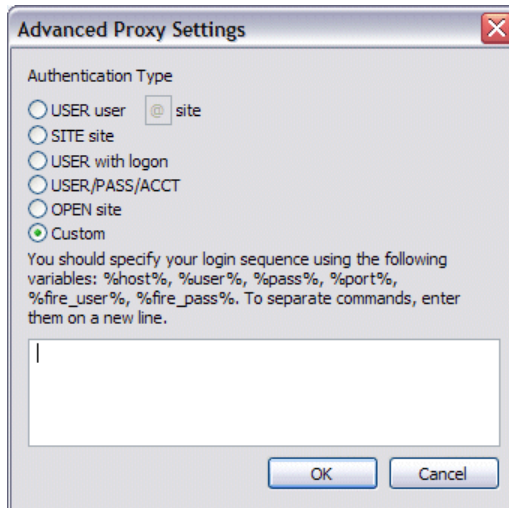 Advanced Proxy Settings
Authentication Type
USER user @ site
SITE site
USER with logon
USER/PASS/ACCT
OPEN site
Custom
You should specify your login sequence using the following
variables: %host%, %user%, %pass%, %port%,
%fire_user%, %fire_pass%. To separate commands, enter
them on a new line.
OK Cancel